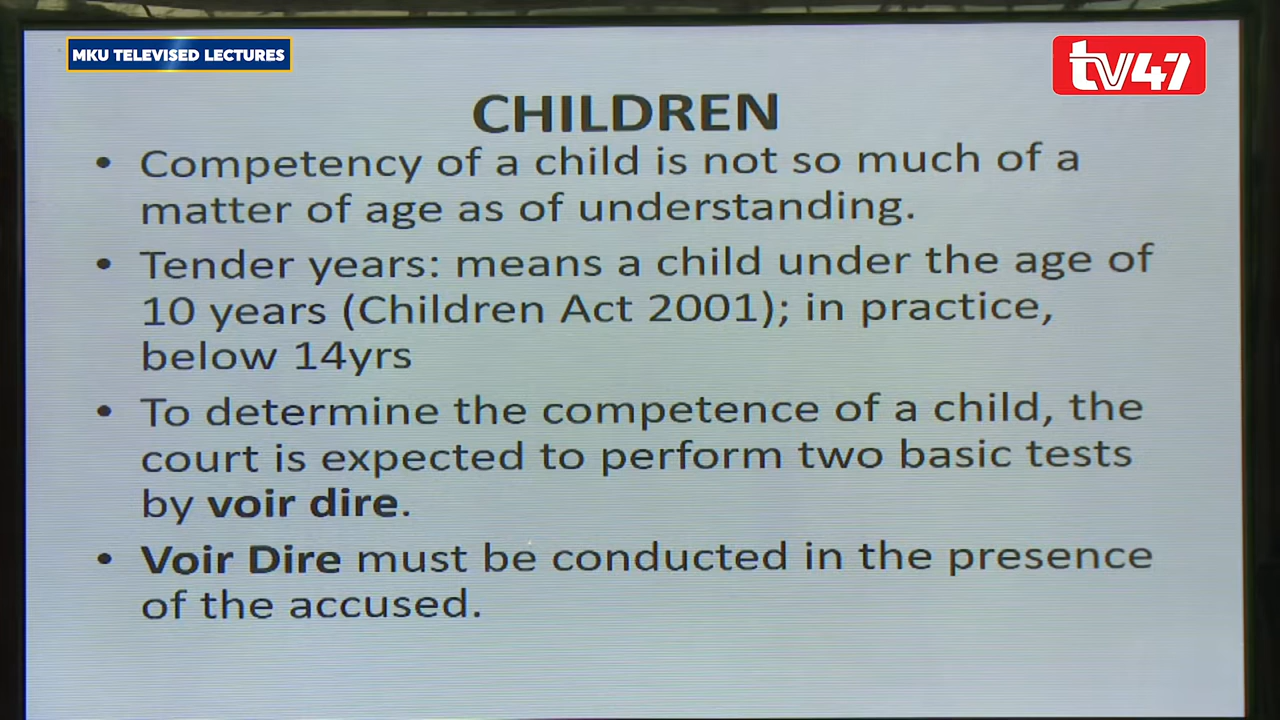 MKU TELEVISED LECTURES
tv47
CHILDREN
• Competency of a child is not so much of a
matter of age as of understanding.
• Tender years: means a child under the age of
10 years (Children Act 2001); in practice,
below 14yrs
• To determine the competence of a child, the
court is expected to perform two basic tests
by voir dire.
• Voir Dire must be conducted in the presence
of the accused.